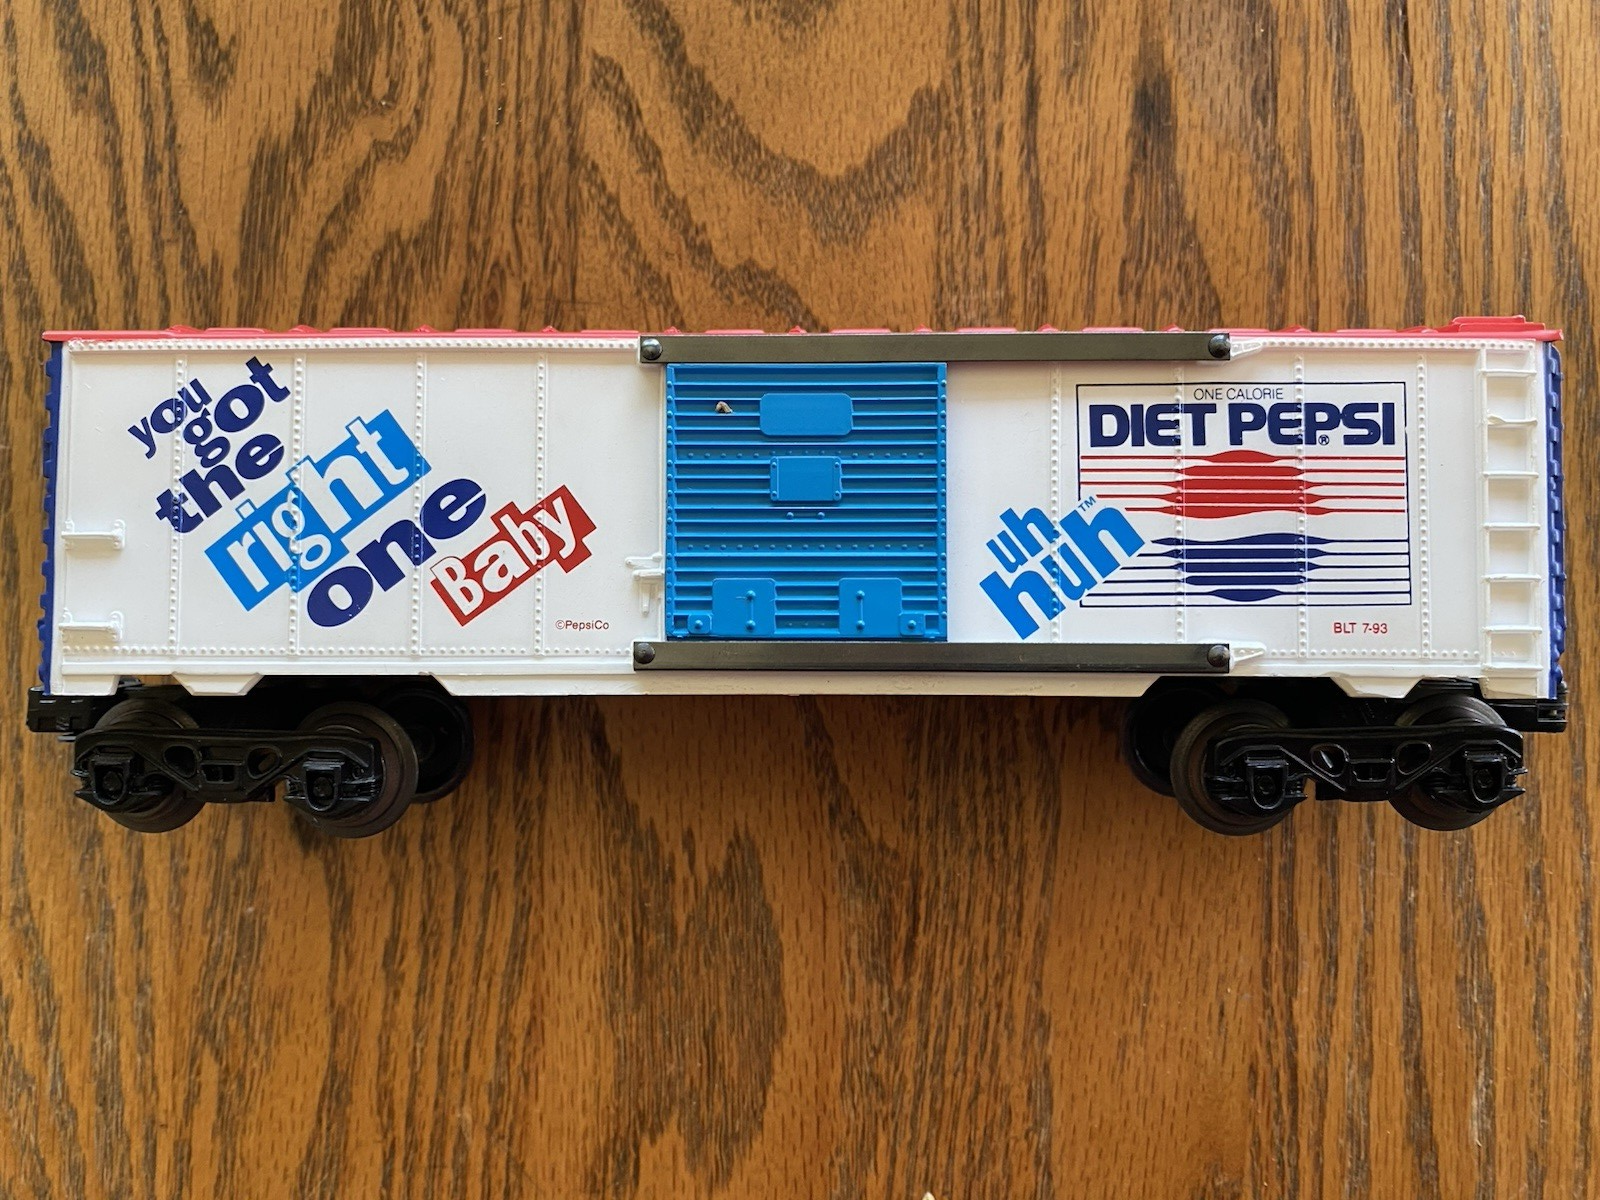 you
got
the
right
one
Baby
©PepsiCo
uh
huh™
ONE CALORIE
DIET PEPSI®
BLT 7-93